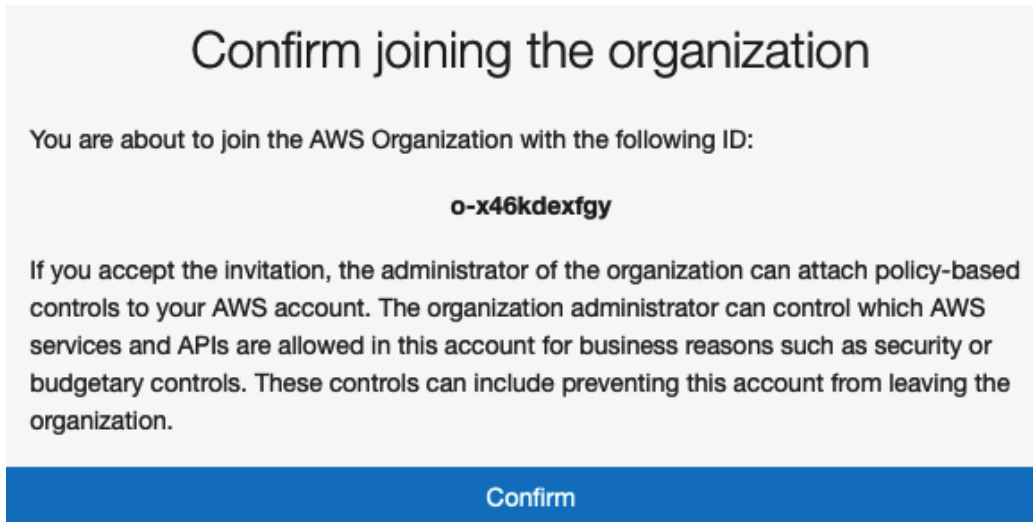 Confirm joining the organization
You are about to join the AWS Organization with the following ID:
o-x46kdexfgy
If you accept the invitation, the administrator of the organization can attach policy-based
controls to your AWS account. The organization administrator can control which AWS
services and APIs are allowed in this account for business reasons such as security or
budgetary controls. These controls can include preventing this account from leaving the
organization.
Confirm